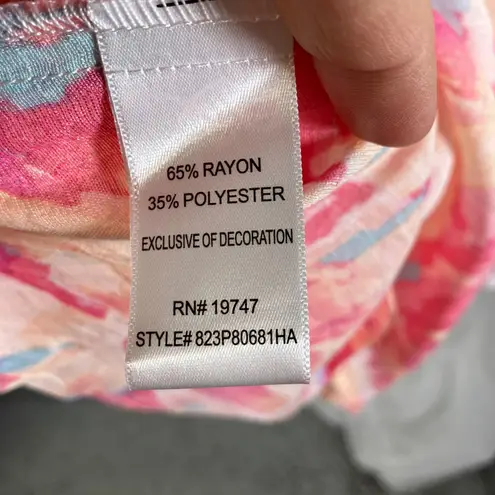 65% RAYON
35% POLYESTER
EXCLUSIVE OF DECORATION
RN# 19747
STYLE# 823P80681HA